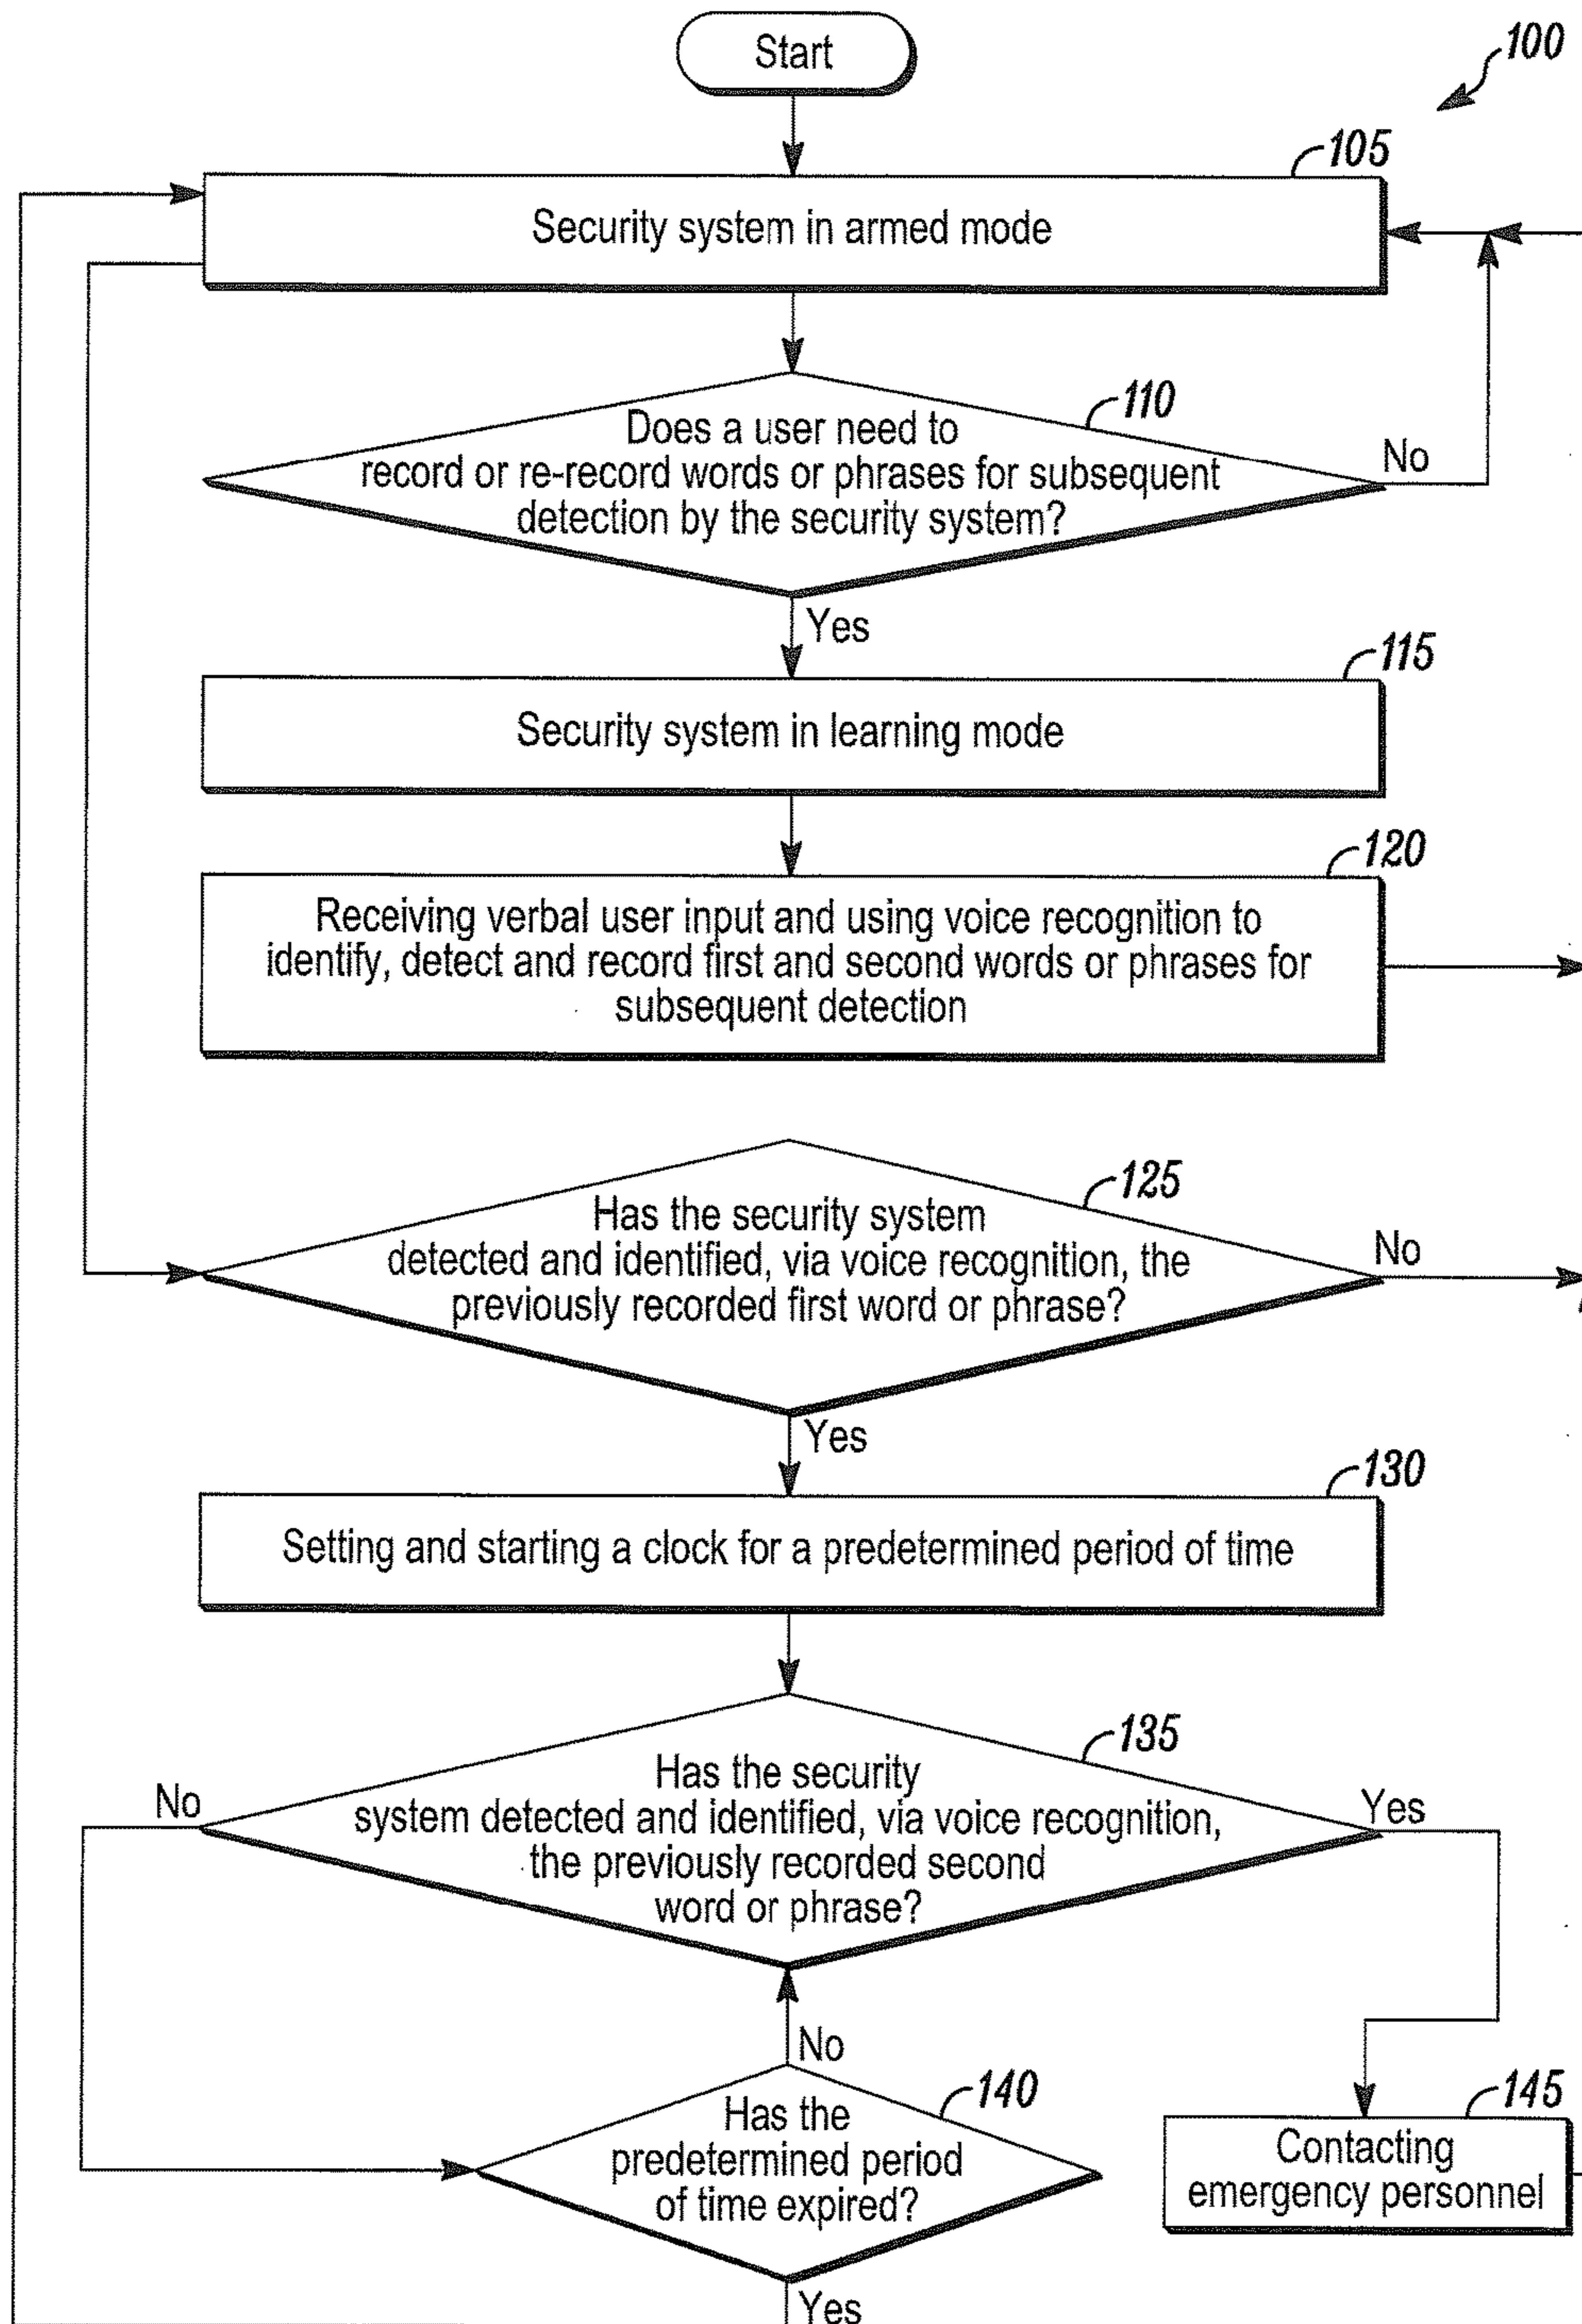 Start
100
105
Security system in armed mode
110
Does a user need to
record or re-record words or phrases for subsequent
detection by the security system?
No
Yes
115
Security system in learning mode
120
Receiving verbal user input and using voice recognition to
identify, detect and record first and second words or phrases for
subsequent detection
125
Has the security system
detected and identified, via voice recognition, the
previously recorded first word or phrase?
No
Yes
130
Setting and starting a clock for a predetermined period of time
135
Has the security
system detected and identified, via voice recognition,
the previously recorded second
word or phrase?
No
Yes
No
140
Has the
predetermined period
of time expired?
145
Contacting
emergency personnel
Yes